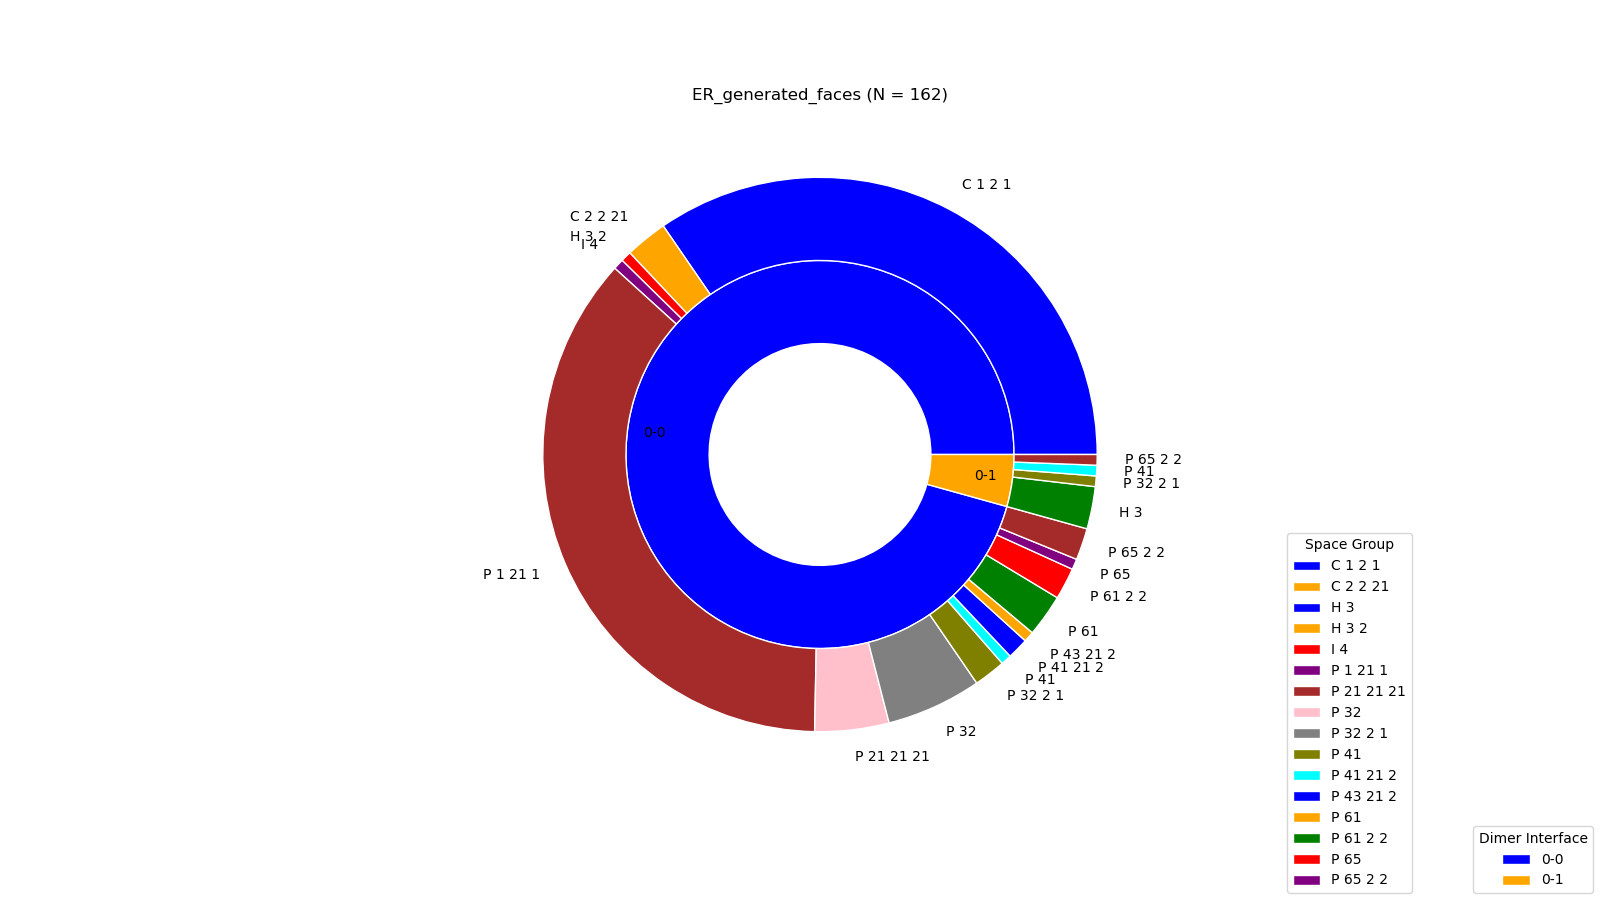 ER_generated_faces (N = 162)
C 1 2 1
C 2 2 21
H 3 2
I 4
0-0
P 65 2 2
P 41
0-1
P 32 2 1
H 3
P 65 2 2
P 1 21 1
P 65
P 61 2 2
P 61
P 43 21 2
P 41 21 2
P 41
P 32 2 1
P 32
P 21 21 21
Space Group
C 1 2 1
C 2 2 21
H 3
H 3 2
I 4
P 1 21 1
P 21 21 21
P 32
P 32 2 1
P 41
P 41 21 2
P 43 21 2
P 61
P 61 2 2
P 65
P 65 2 2
Dimer Interface
0-0
0-1